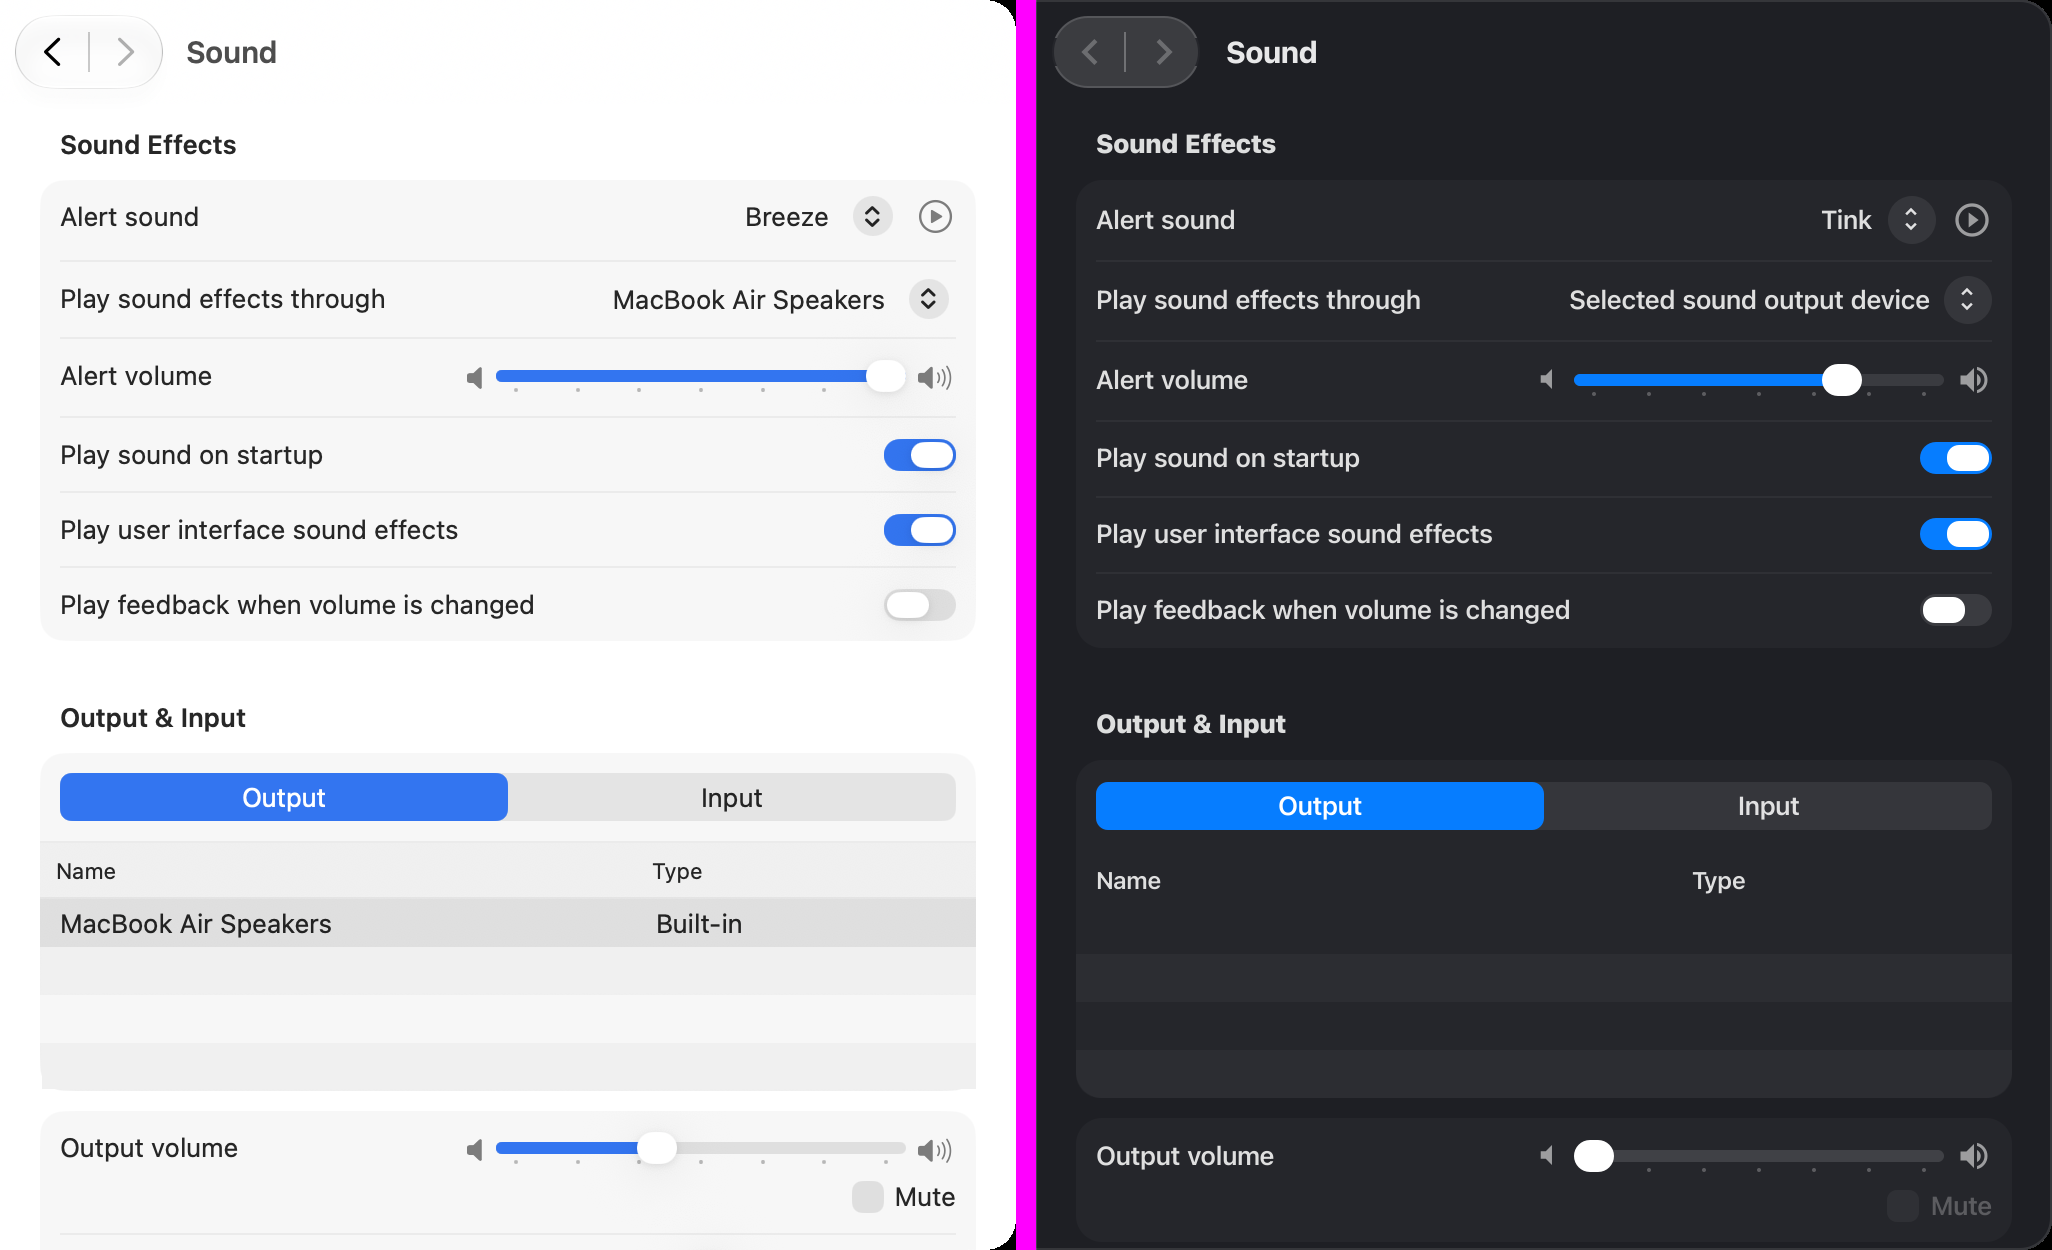 Sound
Sound Effects
Alert sound Breeze
Play sound effects through MacBook Air Speakers
Alert volume
Play sound on startup
Play user interface sound effects
Play feedback when volume is changed
Output & Input
Output Input
Name Type
MacBook Air Speakers Built-in
Output volume
Mute
Sound
Sound Effects
Alert sound Tink
Play sound effects through Selected sound output device
Alert volume
Play sound on startup
Play user interface sound effects
Play feedback when volume is changed
Output & Input
Output Input
Name Type
Output volume
Mute